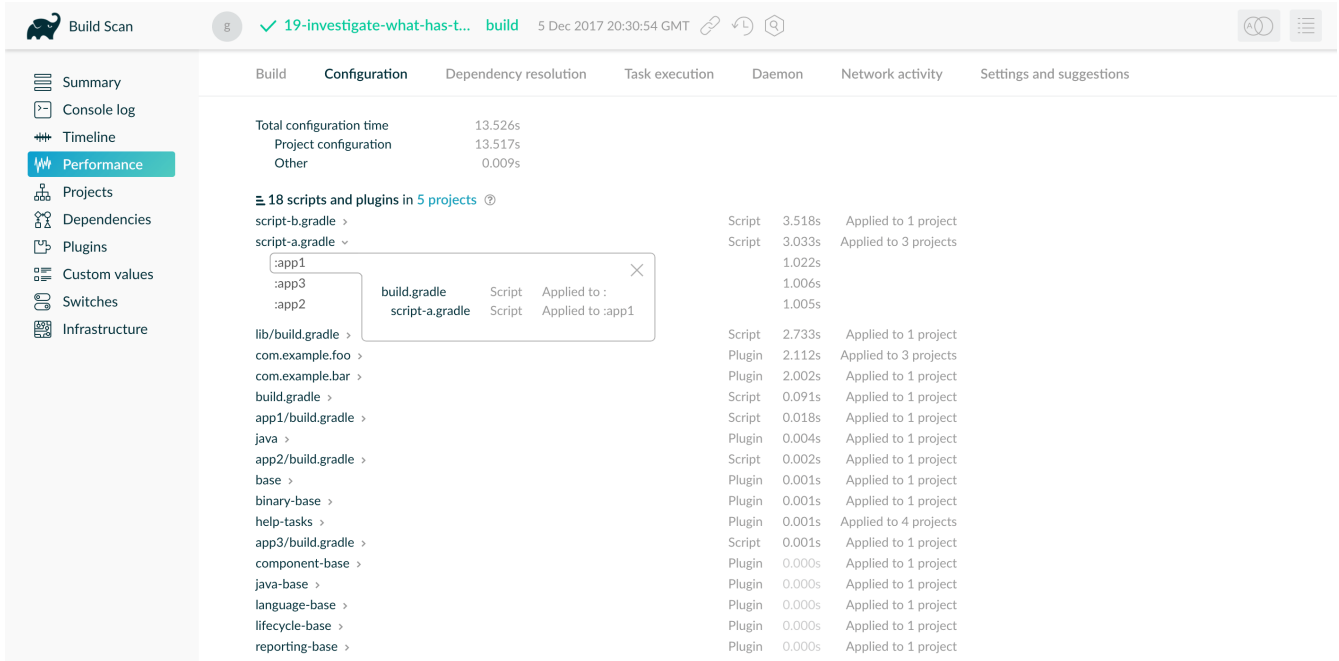 Build Scan
g
19-investigate-what-has-t... build 5 Dec 2017 20:30:54 GMT
Summary
Console log
Timeline
Performance
Projects
Dependencies
Plugins
Custom values
Switches
Infrastructure
Build Configuration Dependency resolution Task execution Daemon Network activity Settings and suggestions
Total configuration time 13.526s
Project configuration 13.517s
Other 0.009s
18 scripts and plugins in 5 projects
script-b.gradle Script 3.518s Applied to 1 project
script-a.gradle Script 3.033s Applied to 3 projects
:app1 1.022s
:app3 1.006s
:app2 1.005s
build.gradle Script Applied to :
script-a.gradle Script Applied to :app1
lib/build.gradle Script 2.733s Applied to 1 project
com.example.foo Plugin 2.112s Applied to 3 projects
com.example.bar Plugin 2.002s Applied to 1 project
build.gradle Script 0.091s Applied to 1 project
app1/build.gradle Script 0.018s Applied to 1 project
java Plugin 0.004s Applied to 1 project
app2/build.gradle Script 0.002s Applied to 1 project
base Plugin 0.001s Applied to 1 project
binary-base Plugin 0.001s Applied to 1 project
help-tasks Plugin 0.001s Applied to 4 projects
app3/build.gradle Script 0.001s Applied to 1 project
component-base Plugin 0.000s Applied to 1 project
java-base Plugin 0.000s Applied to 1 project
language-base Plugin 0.000s Applied to 1 project
lifecycle-base Plugin 0.000s Applied to 1 project
reporting-base Plugin 0.000s Applied to 1 project